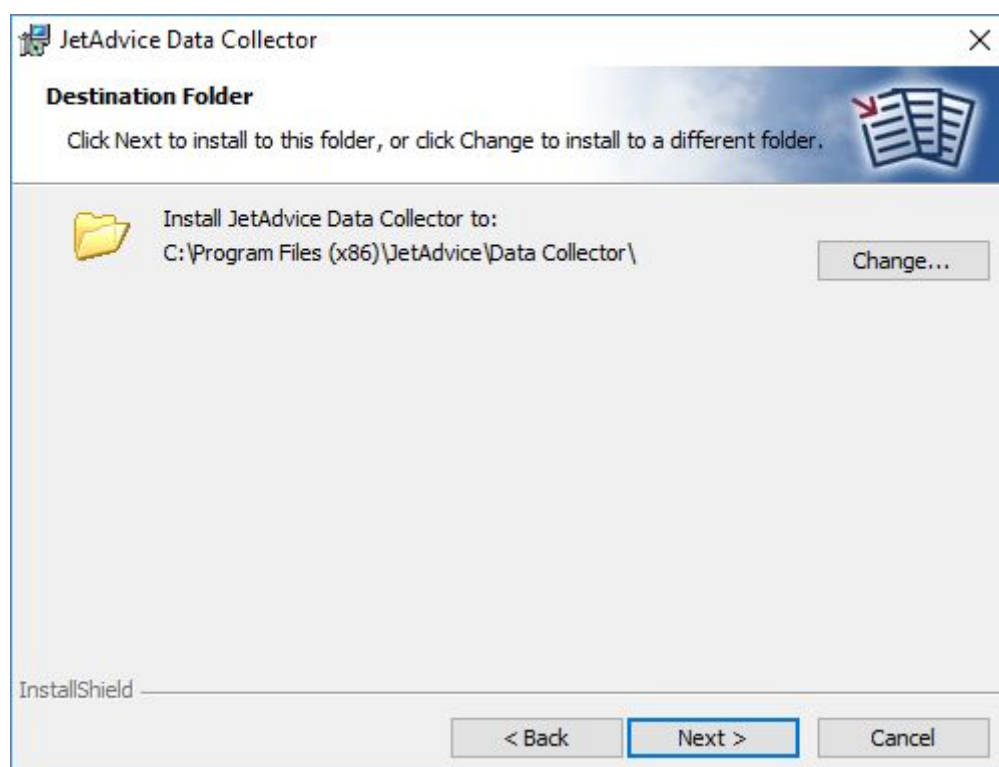 JetAdvice Data Collector
Destination Folder
Click Next to install to this folder, or click Change to install to a different folder.
Install JetAdvice Data Collector to:
C:\Program Files (x86)\JetAdvice\Data Collector\
Change...
InstallShield
< Back
Next >
Cancel